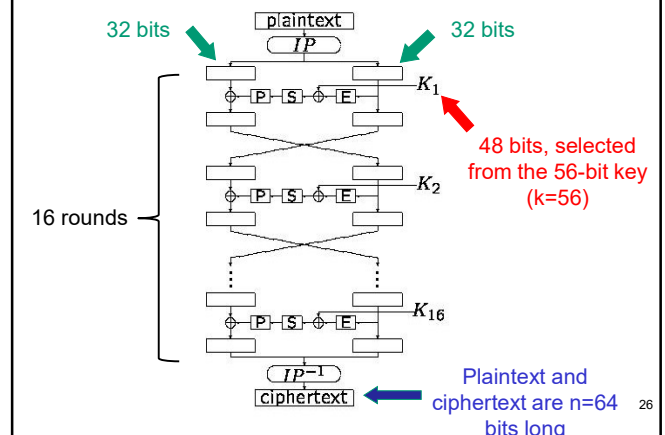 plaintext
32 bits
32 bits
IP
K1
P S E
48 bits, selected
from the 56-bit key
(k=56)
K2
P S E
16 rounds
K16
P S E
IP−1
ciphertext
Plaintext and
ciphertext are n=64
bits long
26